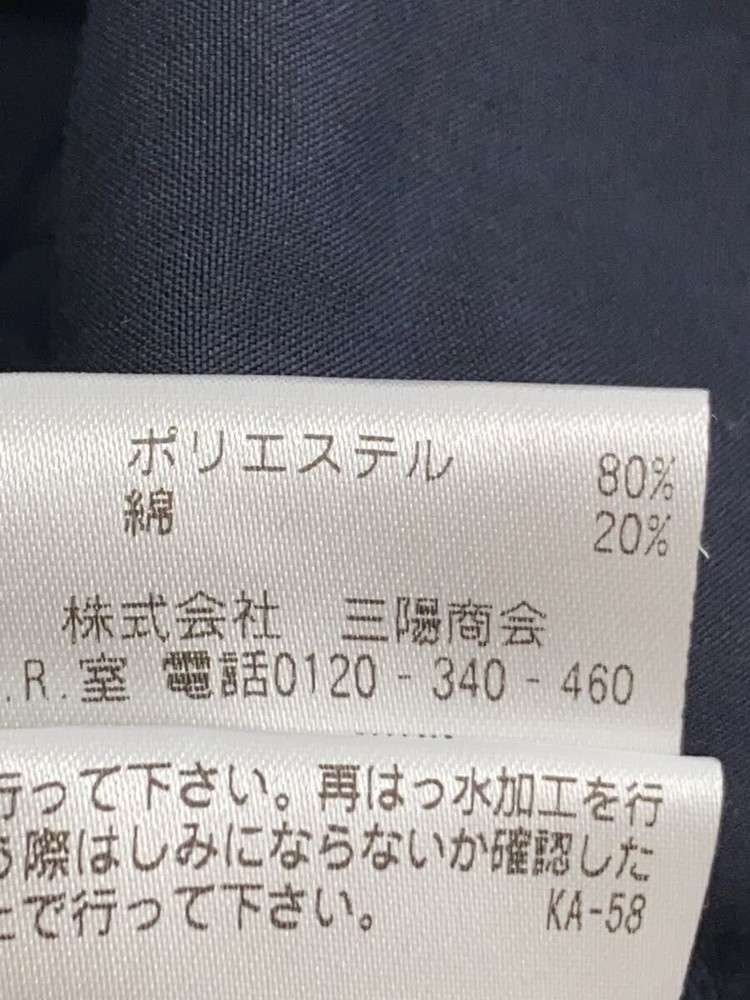 ポリエステル 80%
綿 20%
株式会社 三陽商会
.R.室 電話0120-340-460
行って下さい。再はっ水加工を行
う際はしみにならないか確認した
上で行って下さい。 KA-58